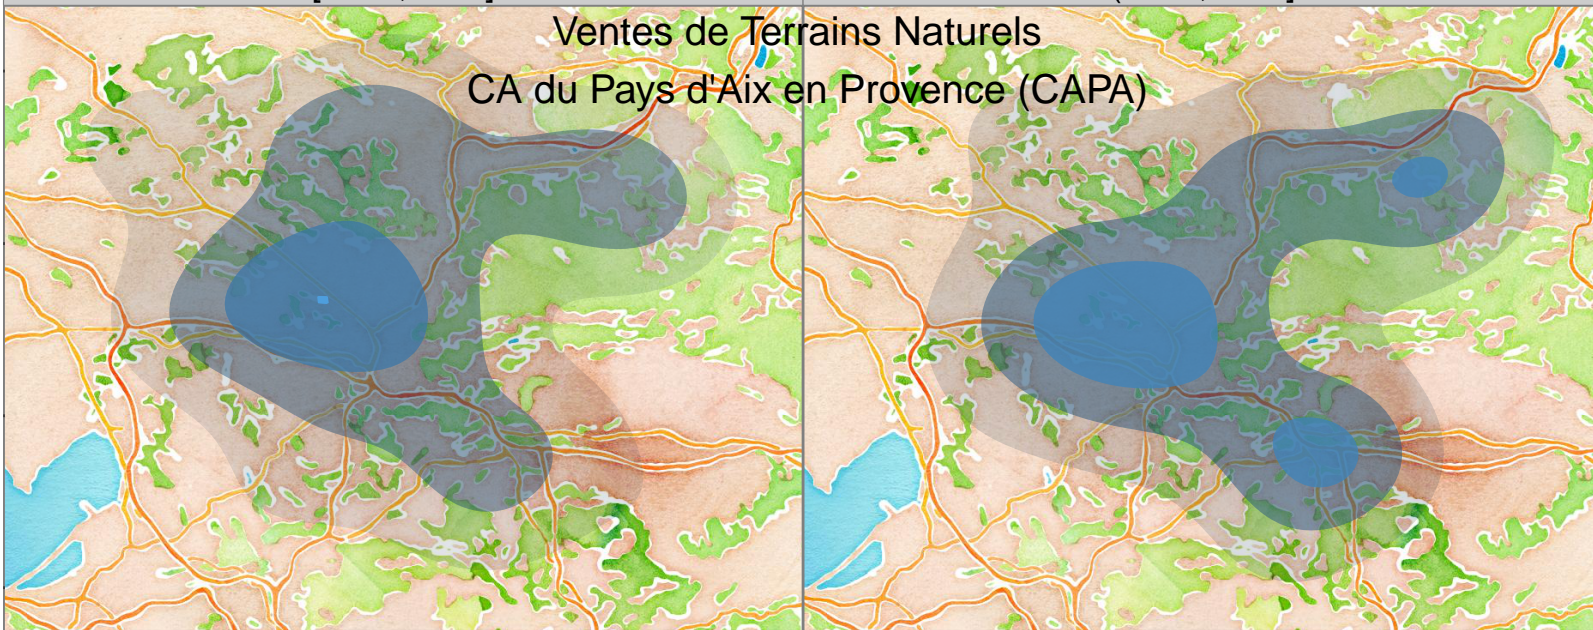 Ventes de Terrains Naturels
CA du Pays d'Aix en Provence (CAPA)